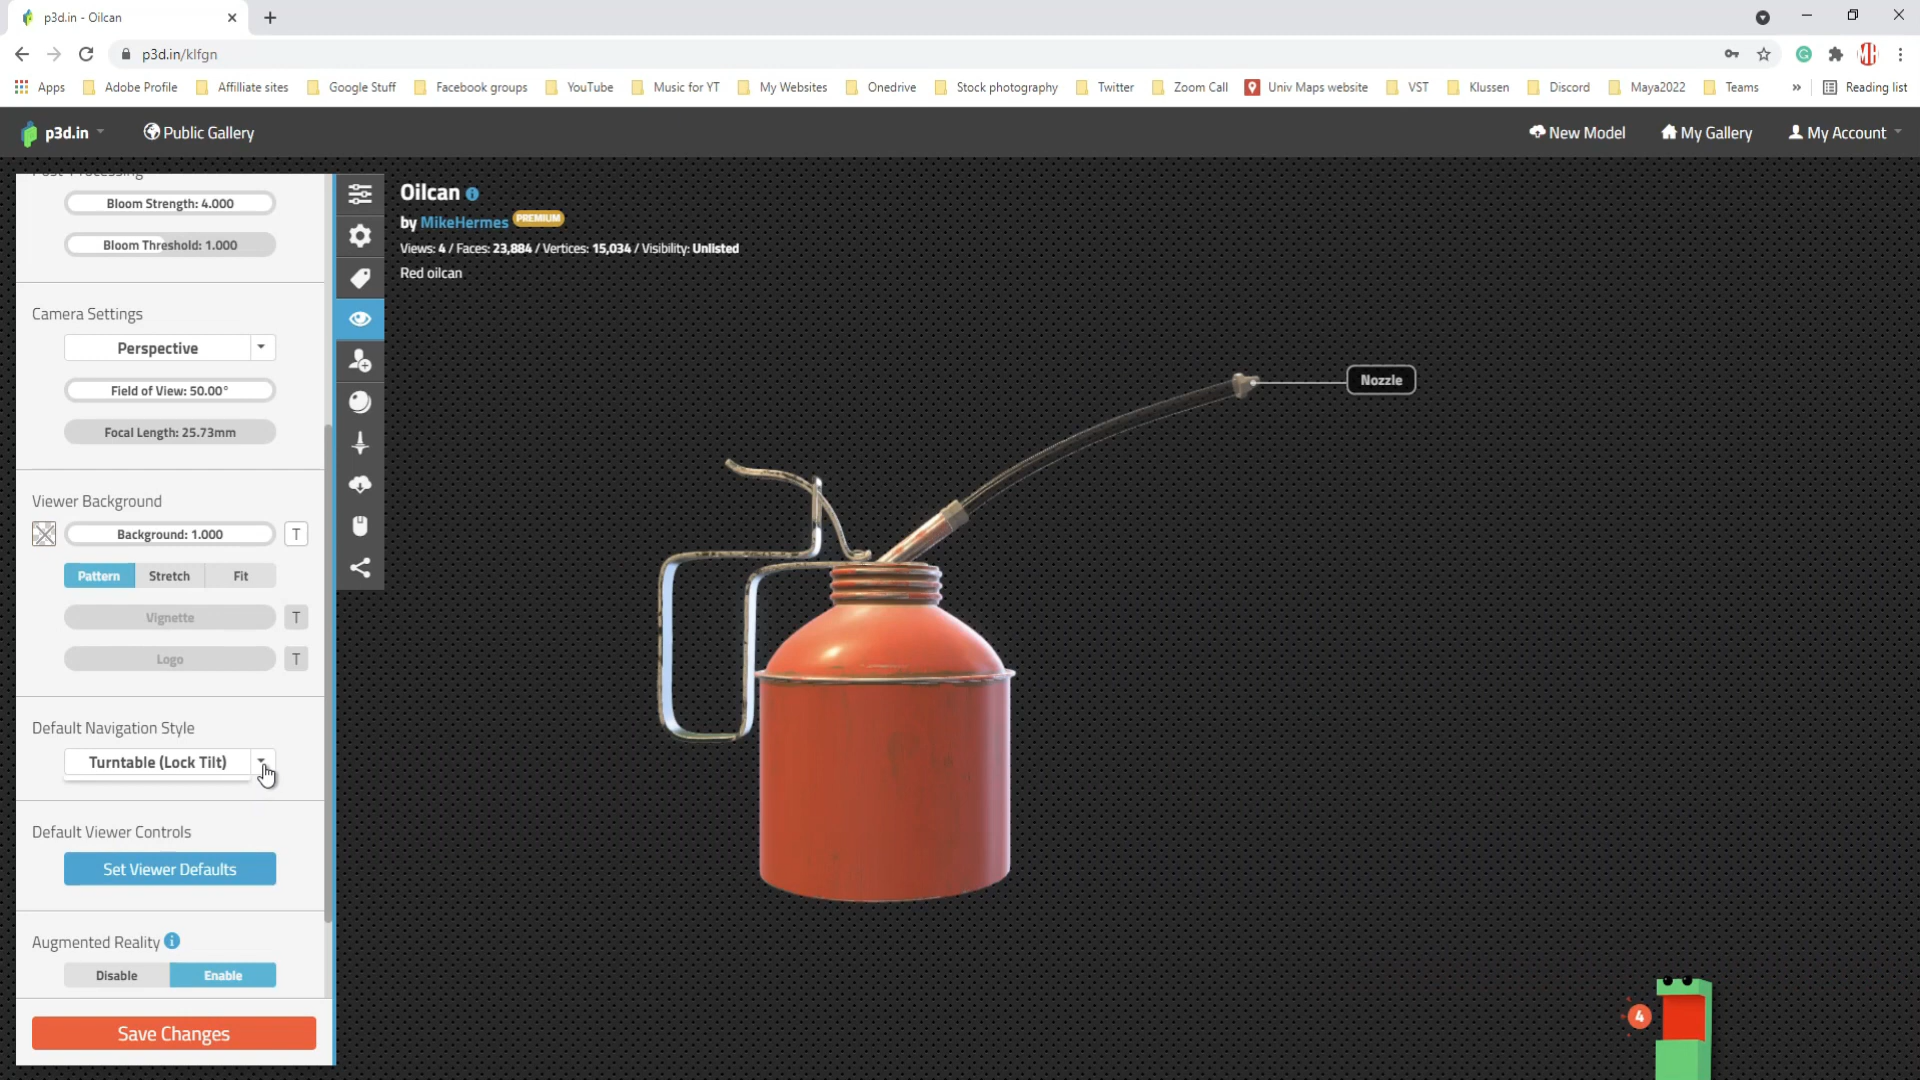 p3d.in - Oilcan
p3d.in/klfgn
Apps Adobe Profile Affilliate sites Google Stuff Facebook groups YouTube Music for YT My Websites Onedrive Stock photography Twitter Zoom Call Univ Maps website VST Klussen Discord Maya2022 Teams » Reading list
p3d.in Public Gallery New Model My Gallery My Account
Post-Processing
Bloom Strength: 4.000
Bloom Threshold: 1.000
Camera Settings
Perspective
Field of View: 50.00°
Focal Length: 25.73mm
Viewer Background
Background: 1.000 T
Pattern Stretch Fit
Vignette T
Logo T
Default Navigation Style
Turntable (Lock Tilt)
Default Viewer Controls
Set Viewer Defaults
Augmented Reality i
Disable Enable
Save Changes
Oilcan i
by MikeHermes PREMIUM
Views: 4 / Faces: 23,884 / Vertices: 15,034 / Visibility: Unlisted
Red oilcan
Nozzle
4